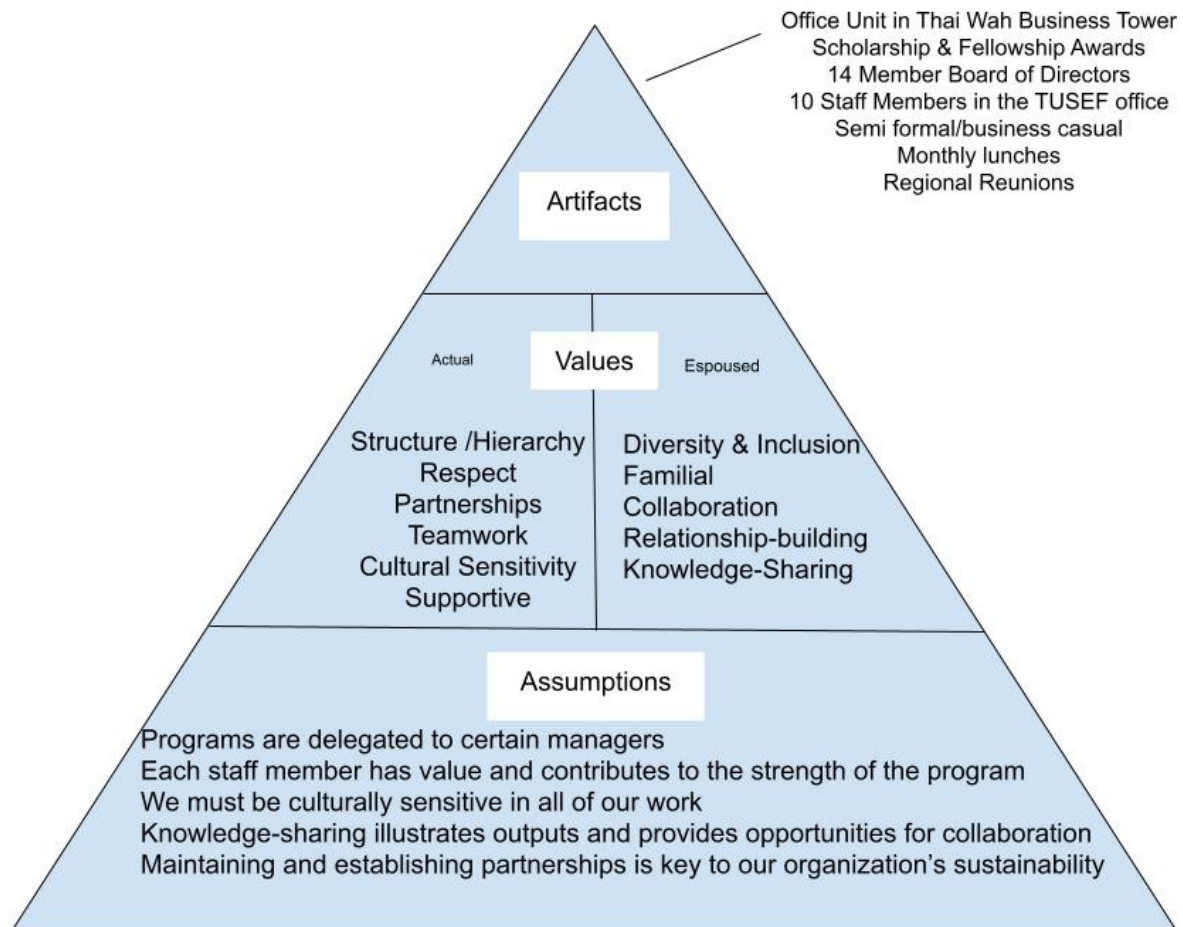 Office Unit in Thai Wah Business Tower
Scholarship & Fellowship Awards
14 Member Board of Directors
10 Staff Members in the TUSEF office
Semi formal/business casual
Monthly lunches
Regional Reunions
Artifacts
Values
Actual
Espoused
Structure /Hierarchy
Respect
Partnerships
Teamwork
Cultural Sensitivity
Supportive
Diversity & Inclusion
Familial
Collaboration
Relationship-building
Knowledge-Sharing
Assumptions
Programs are delegated to certain managers
Each staff member has value and contributes to the strength of the program
We must be culturally sensitive in all of our work
Knowledge-sharing illustrates outputs and provides opportunities for collaboration
Maintaining and establishing partnerships is key to our organization's sustainability